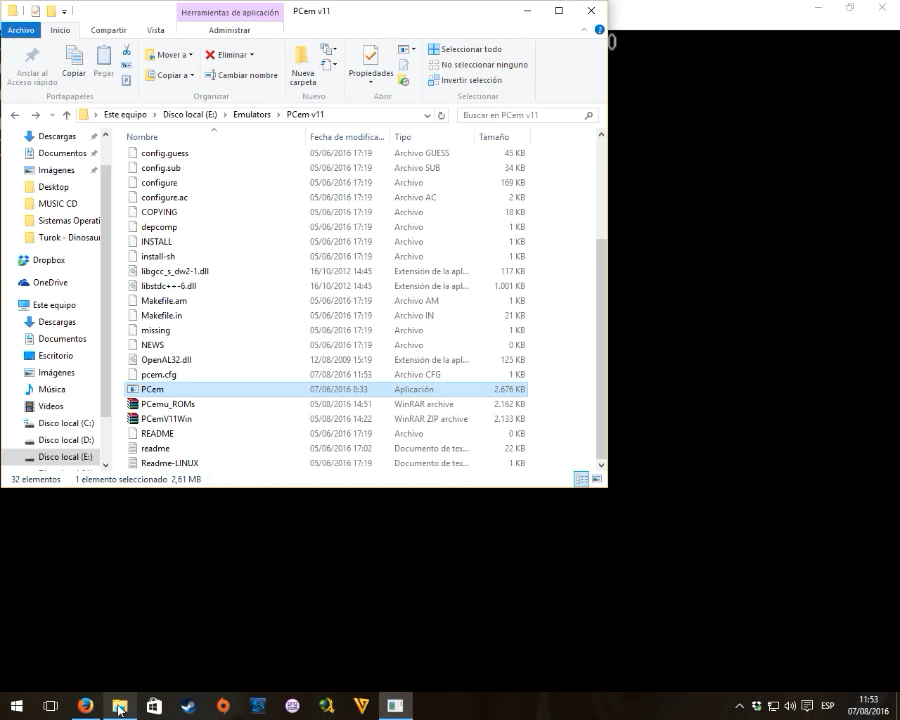 Herramientas de aplicación PCem v11
Archivo Inicio Compartir Vista Administrar
Anclar al Acceso rápido
Copiar
Pegar
Mover a
Copiar a
Eliminar
Cambiar nombre
Nueva carpeta
Propiedades
Seleccionar todo
No seleccionar ninguno
Invertir selección
Portapapeles Organizar Nuevo Abrir Seleccionar
Este equipo Disco local (E:) Emulators PCem v11 Buscar en PCem v11
Descargas
Documentos
Imágenes
Desktop
MUSIC CD
Sistemas Operati
Turok - Dinosau
Dropbox
OneDrive
Este equipo
Descargas
Documentos
Escritorio
Imágenes
Música
Vídeos
Disco local (C:)
Disco local (D:)
Disco local (E:)
Nombre Fecha de modifica... Tipo Tamaño
config.guess 05/06/2016 17:19 Archivo GUESS 45 KB
config.sub 05/06/2016 17:19 Archivo SUB 34 KB
configure 05/06/2016 17:19 Archivo 169 KB
configure.ac 05/06/2016 17:19 Archivo AC 2 KB
COPYING 05/06/2016 17:19 Archivo 18 KB
depcomp 05/06/2016 17:19 Archivo 1 KB
INSTALL 05/06/2016 17:19 Archivo 1 KB
install-sh 05/06/2016 17:19 Archivo 1 KB
libgcc_s_dw2-1.dll 16/10/2012 14:45 Extensión de la apl... 117 KB
libstdc++-6.dll 16/10/2012 14:45 Extensión de la apl... 1.001 KB
Makefile.am 05/06/2016 17:19 Archivo AM 1 KB
Makefile.in 05/06/2016 17:19 Archivo IN 21 KB
missing 05/06/2016 17:19 Archivo 1 KB
NEWS 05/06/2016 17:19 Archivo 0 KB
OpenAL32.dll 12/08/2009 15:19 Extensión de la apl... 125 KB
pcem.cfg 07/08/2016 11:53 Archivo CFG 1 KB
PCem 07/06/2016 8:33 Aplicación 2.676 KB
PCemu_ROMs 05/08/2016 14:51 WinRAR archive 2.162 KB
PCemV11Win 05/08/2016 14:22 WinRAR ZIP archive 2.133 KB
README 05/06/2016 17:19 Archivo 0 KB
readme 05/06/2016 17:02 Documento de tex... 22 KB
Readme-LINUX 05/06/2016 17:19 Documento de tex... 1 KB
32 elementos 1 elemento seleccionado 2,61 MB
ESP
11:53
07/08/2016